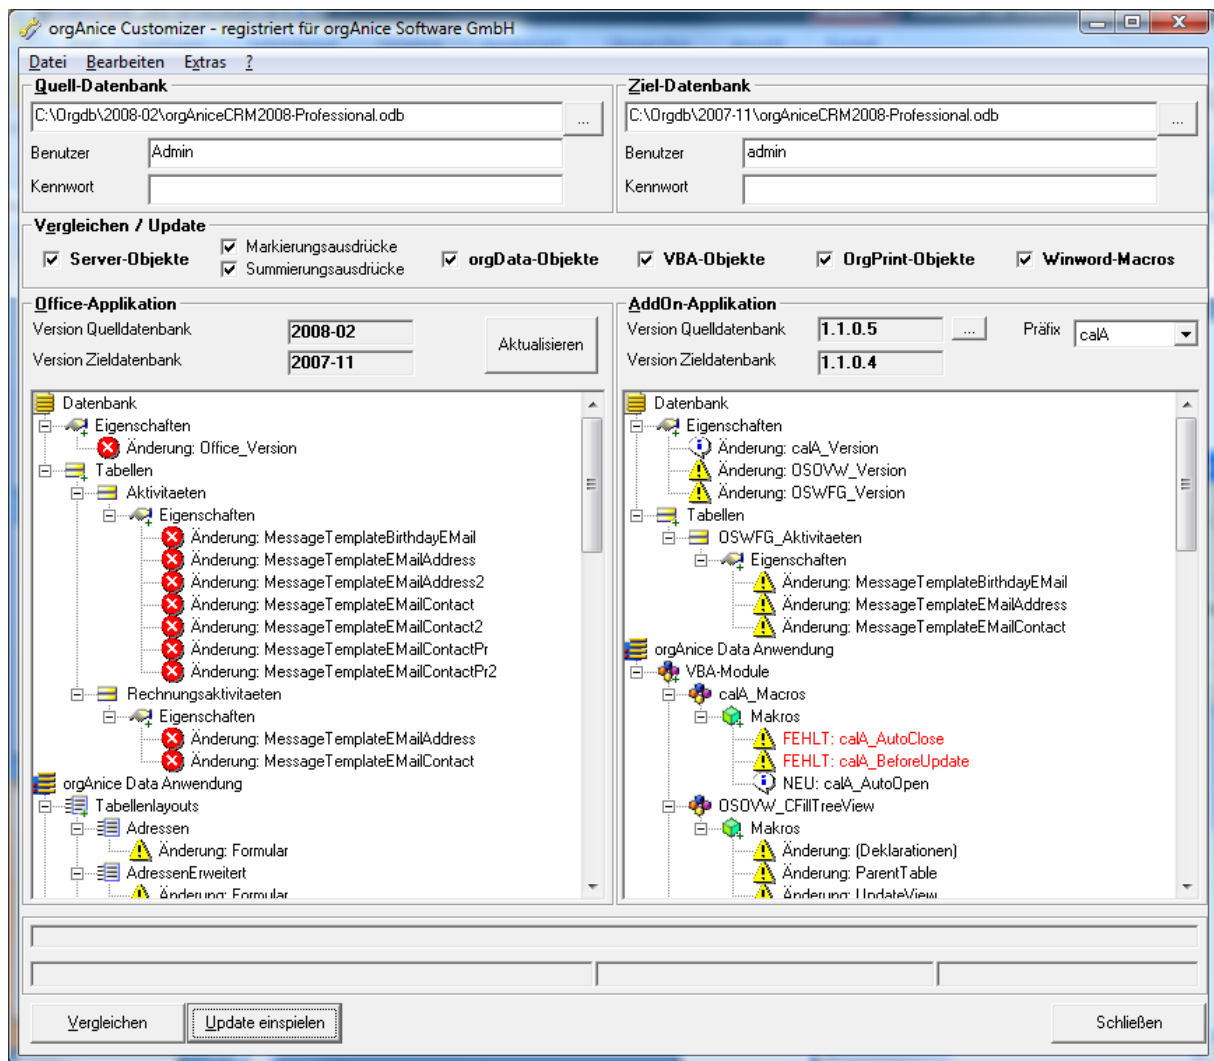 orgAnice Customizer - registriert für orgAnice Software GmbH
Datei Bearbeiten Extras ?
Quell-Datenbank
C:\Orgdb\2008-02\orgAniceCRM2008-Professional.odb ...
Benutzer Admin
Kennwort
Ziel-Datenbank
C:\Orgdb\2007-11\orgAniceCRM2008-Professional.odb ...
Benutzer admin
Kennwort
Vergleichen / Update
Server-Objekte
Markierungsausdrücke
Summierungsausdrücke
orgData-Objekte
VBA-Objekte
OrgPrint-Objekte
Winword-Macros
Office-Applikation
Version Quelldatenbank 2008-02
Version Zieldatenbank 2007-11
Aktualisieren
Datenbank
Eigenschaften
Änderung: Office_Version
Tabellen
Aktivitaeten
Eigenschaften
Änderung: MessageTemplateBirthdayEMail
Änderung: MessageTemplateEMailAddress
Änderung: MessageTemplateEMailAddress2
Änderung: MessageTemplateEMailContact
Änderung: MessageTemplateEMailContact2
Änderung: MessageTemplateEMailContactPr
Änderung: MessageTemplateEMailContactPr2
Rechnungsaktivitaeten
Eigenschaften
Änderung: MessageTemplateEMailAddress
Änderung: MessageTemplateEMailContact
orgAnice Data Anwendung
Tabellenlayouts
Adressen
Änderung: Formular
AdressenErweitert
Änderung: Formular
AddOn-Applikation
Version Quelldatenbank 1.1.0.5 ... Präfix calA
Version Zieldatenbank 1.1.0.4
Datenbank
Eigenschaften
Änderung: calA_Version
Änderung: OSOVW_Version
Änderung: OSWFG_Version
Tabellen
OSWFG_Aktivitaeten
Eigenschaften
Änderung: MessageTemplateBirthdayEMail
Änderung: MessageTemplateEMailAddress
Änderung: MessageTemplateEMailContact
orgAnice Data Anwendung
VBA-Module
calA_Macros
Makros
FEHLT: calA_AutoClose
FEHLT: calA_BeforeUpdate
NEU: calA_AutoOpen
OSOVW_CFillTreeView
Makros
Änderung: (Deklarationen)
Änderung: ParentTable
Änderung: UpdateView
Vergleichen
Update einspielen
Schließen